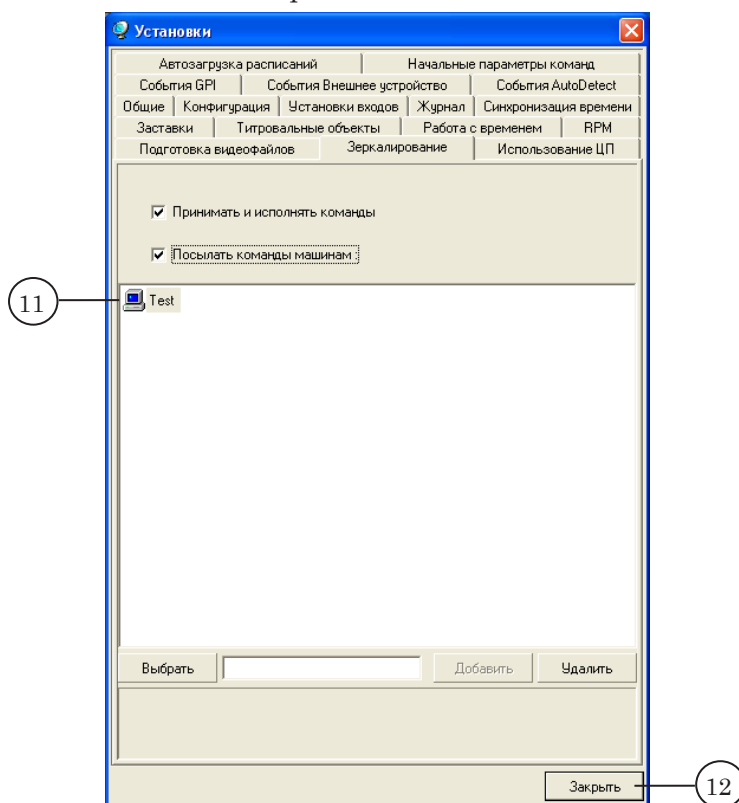 Установки
Автозагрузка расписаний Начальные параметры команд
События GPI События Внешнее устройство События AutoDetect
Общие Конфигурация Установки входов Журнал Синхронизация времени
Заставки Титровальные объекты Работа с временем RPM
Подготовка видеофайлов Зеркалирование Использование ЦП
Принимать и исполнять команды
Посылать команды машинам :
11 Test
Выбрать Добавить Удалить
Закрыть 12